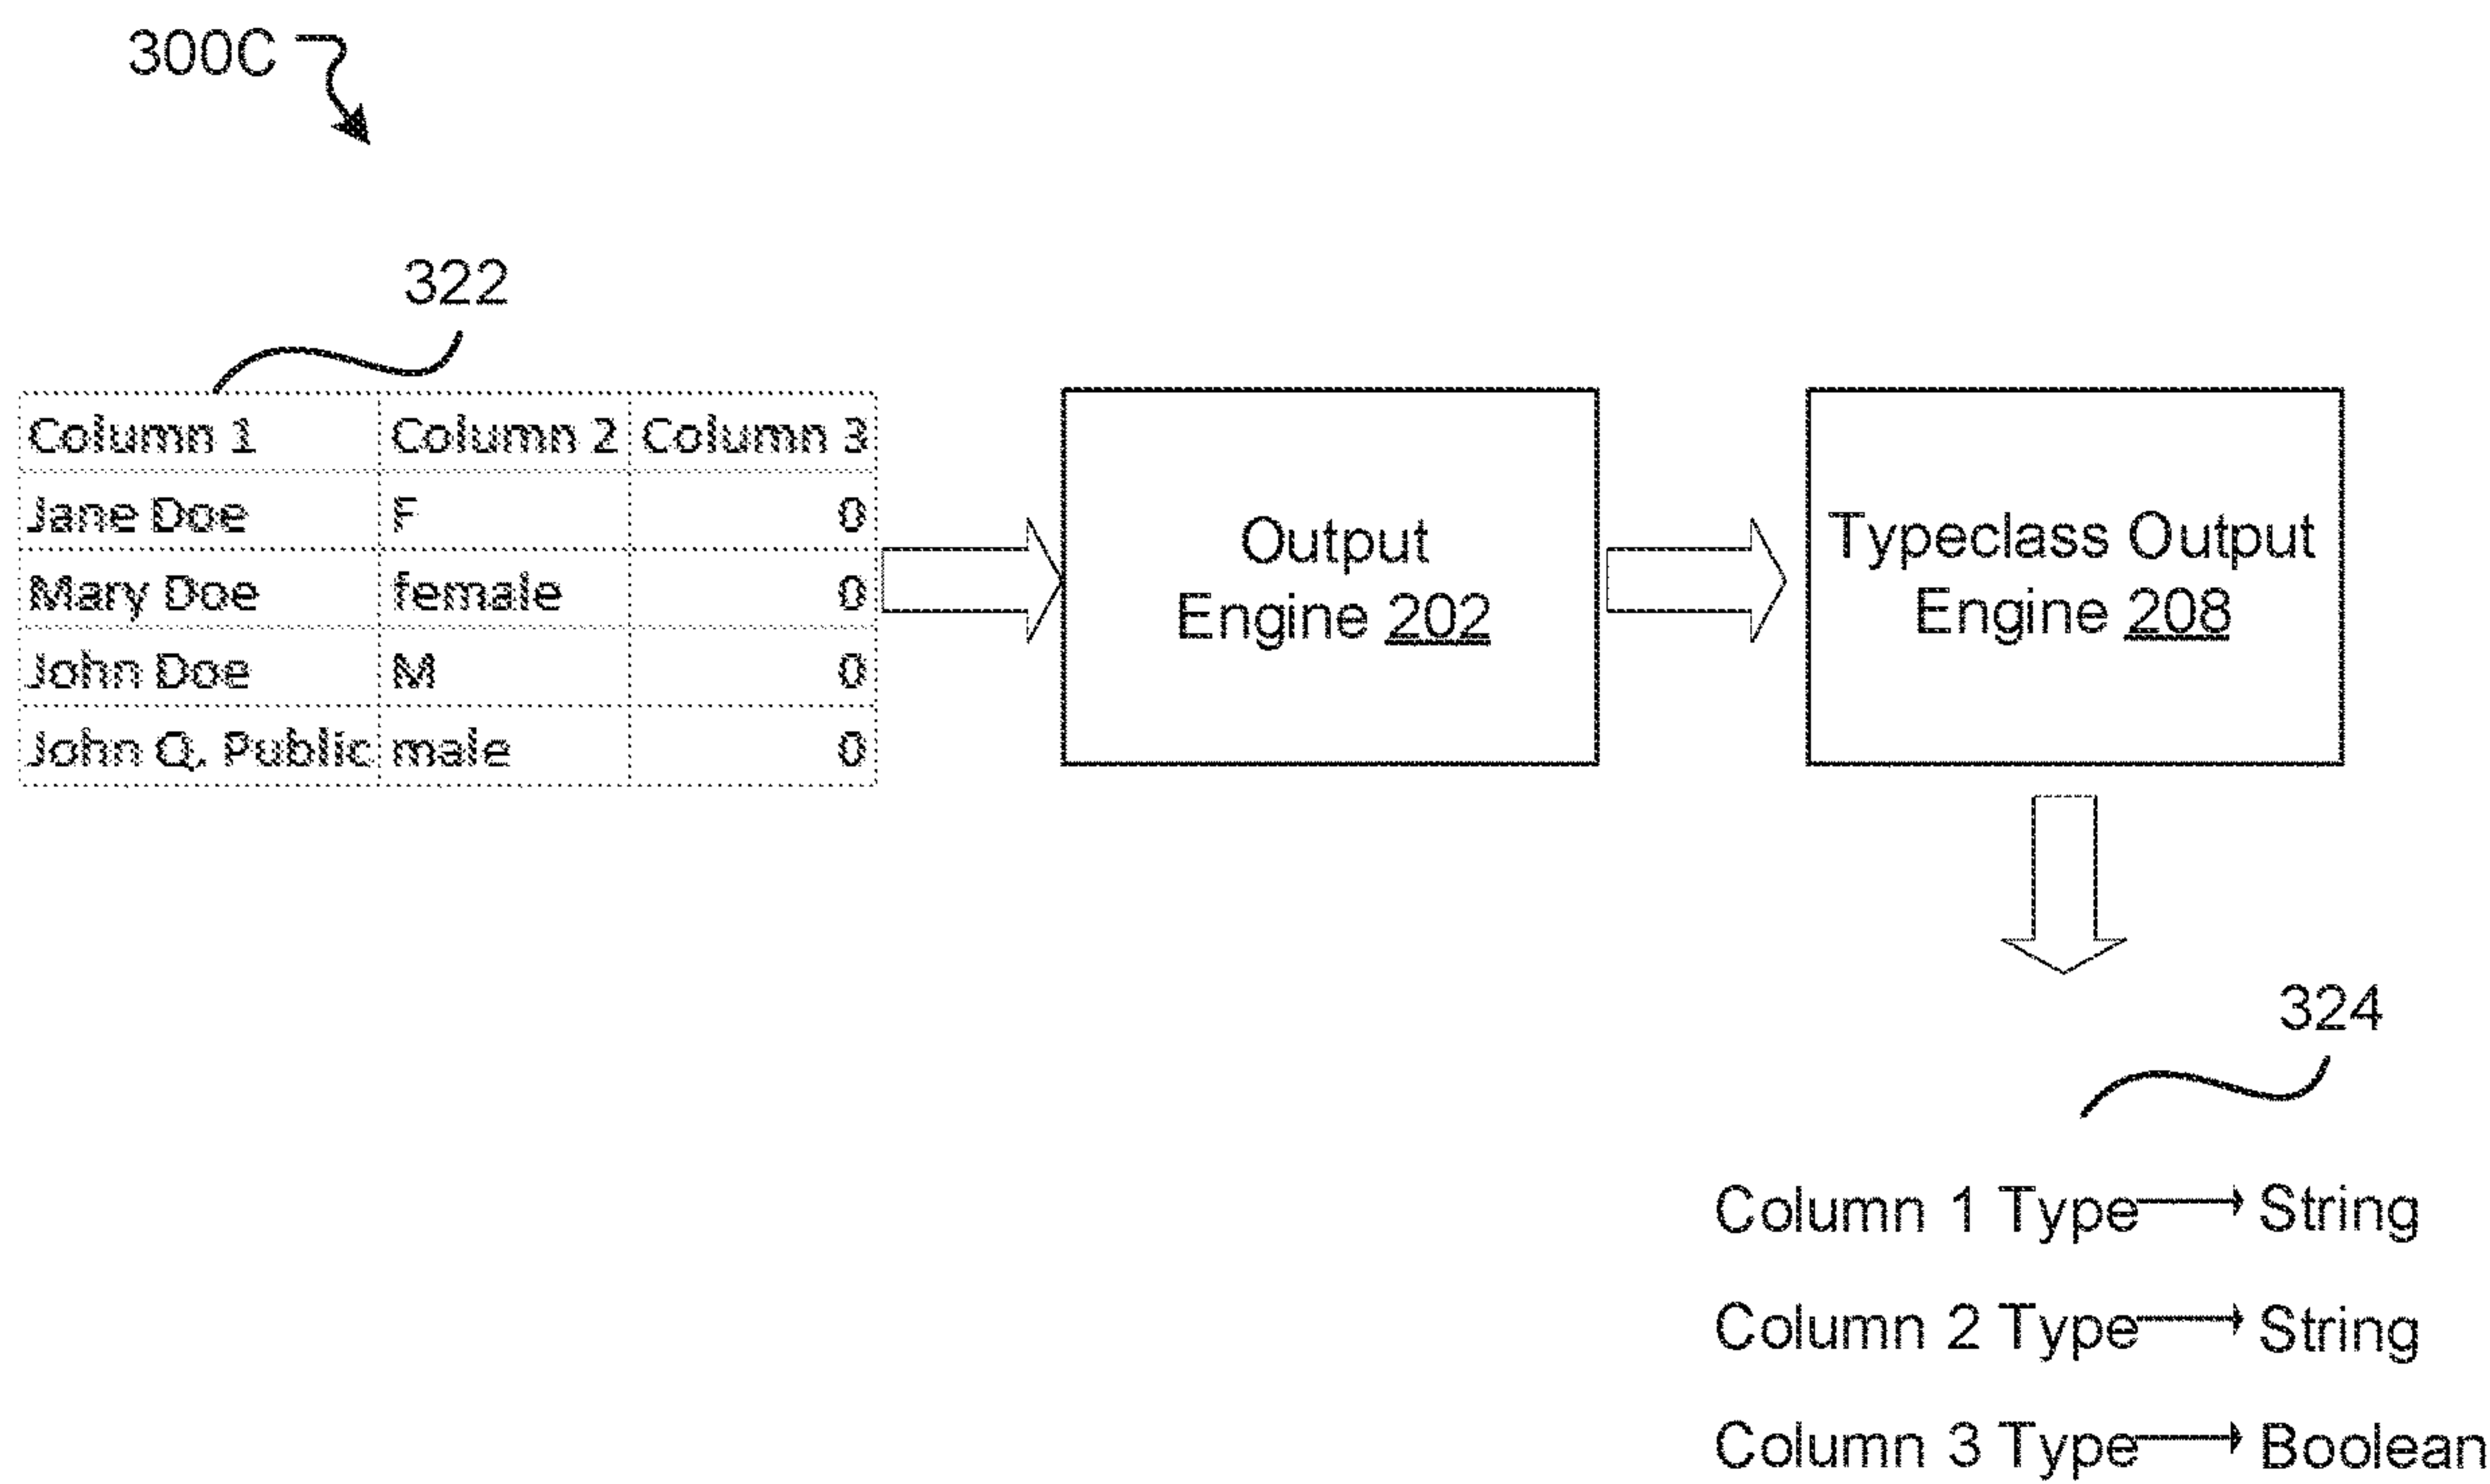 300C
322
Column 1 Column 2 Column 3
Jane Doe F 0
Mary Doe female 0
John Doe M 0
John Q. Public male 0
Output
Engine 202
Typeclass Output
Engine 208
324
Column 1 Type String
Column 2 Type String
Column 3 Type Boolean